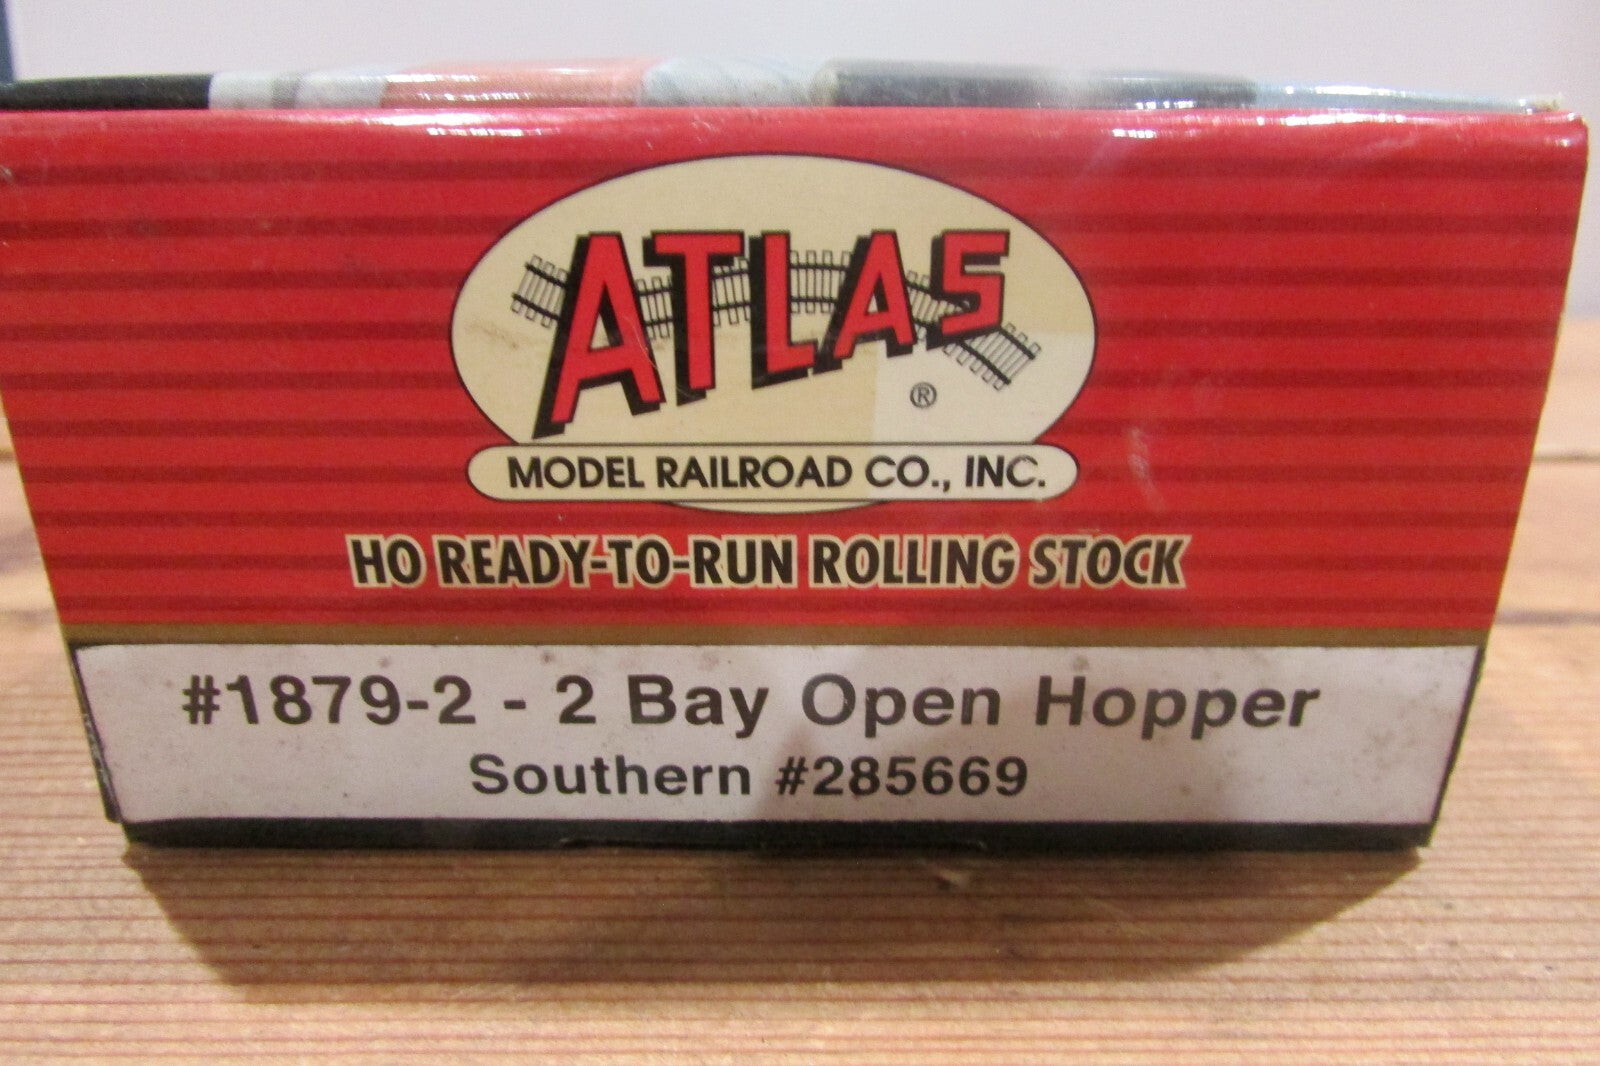 ATLAS
®
MODEL RAILROAD CO., INC.
HO READY-TO-RUN ROLLING STOCK
#1879-2 - 2 Bay Open Hopper
Southern #285669